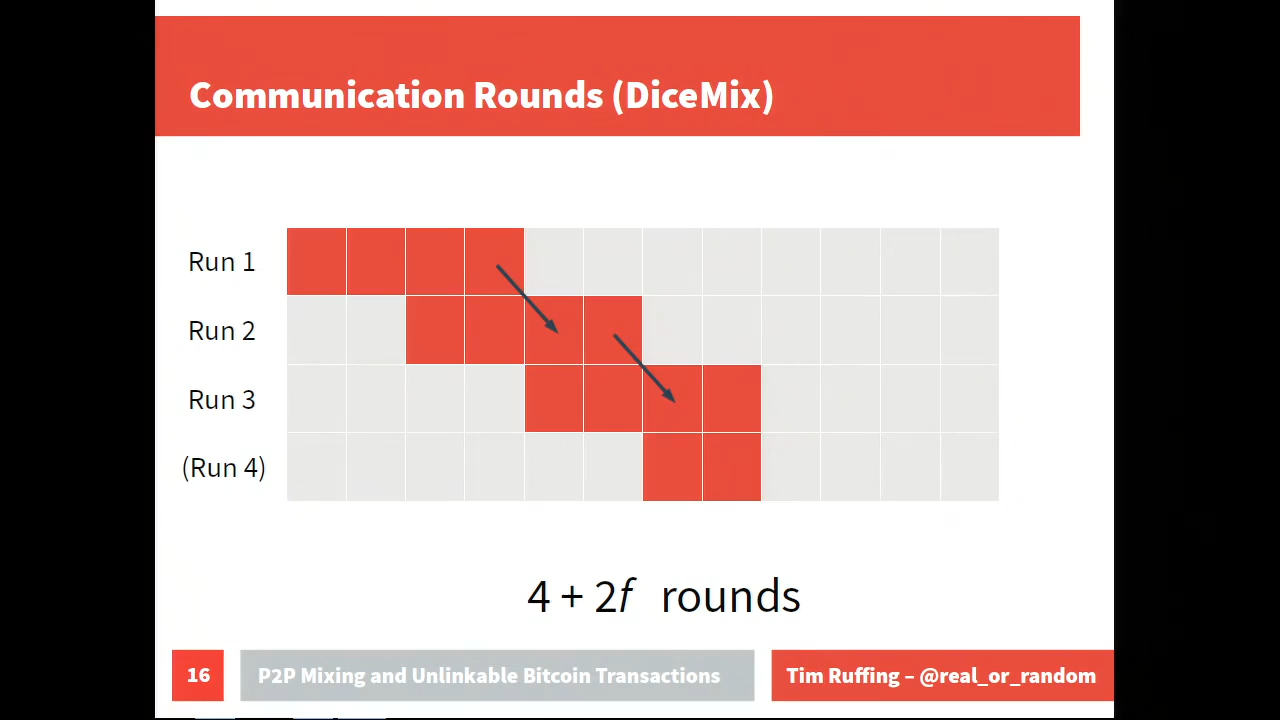 Communication Rounds (DiceMix)
Run 1
Run 2
Run 3
(Run 4)
4 + 2f rounds
16
P2P Mixing and Unlinkable Bitcoin Transactions
Tim Ruffing – @real_or_random